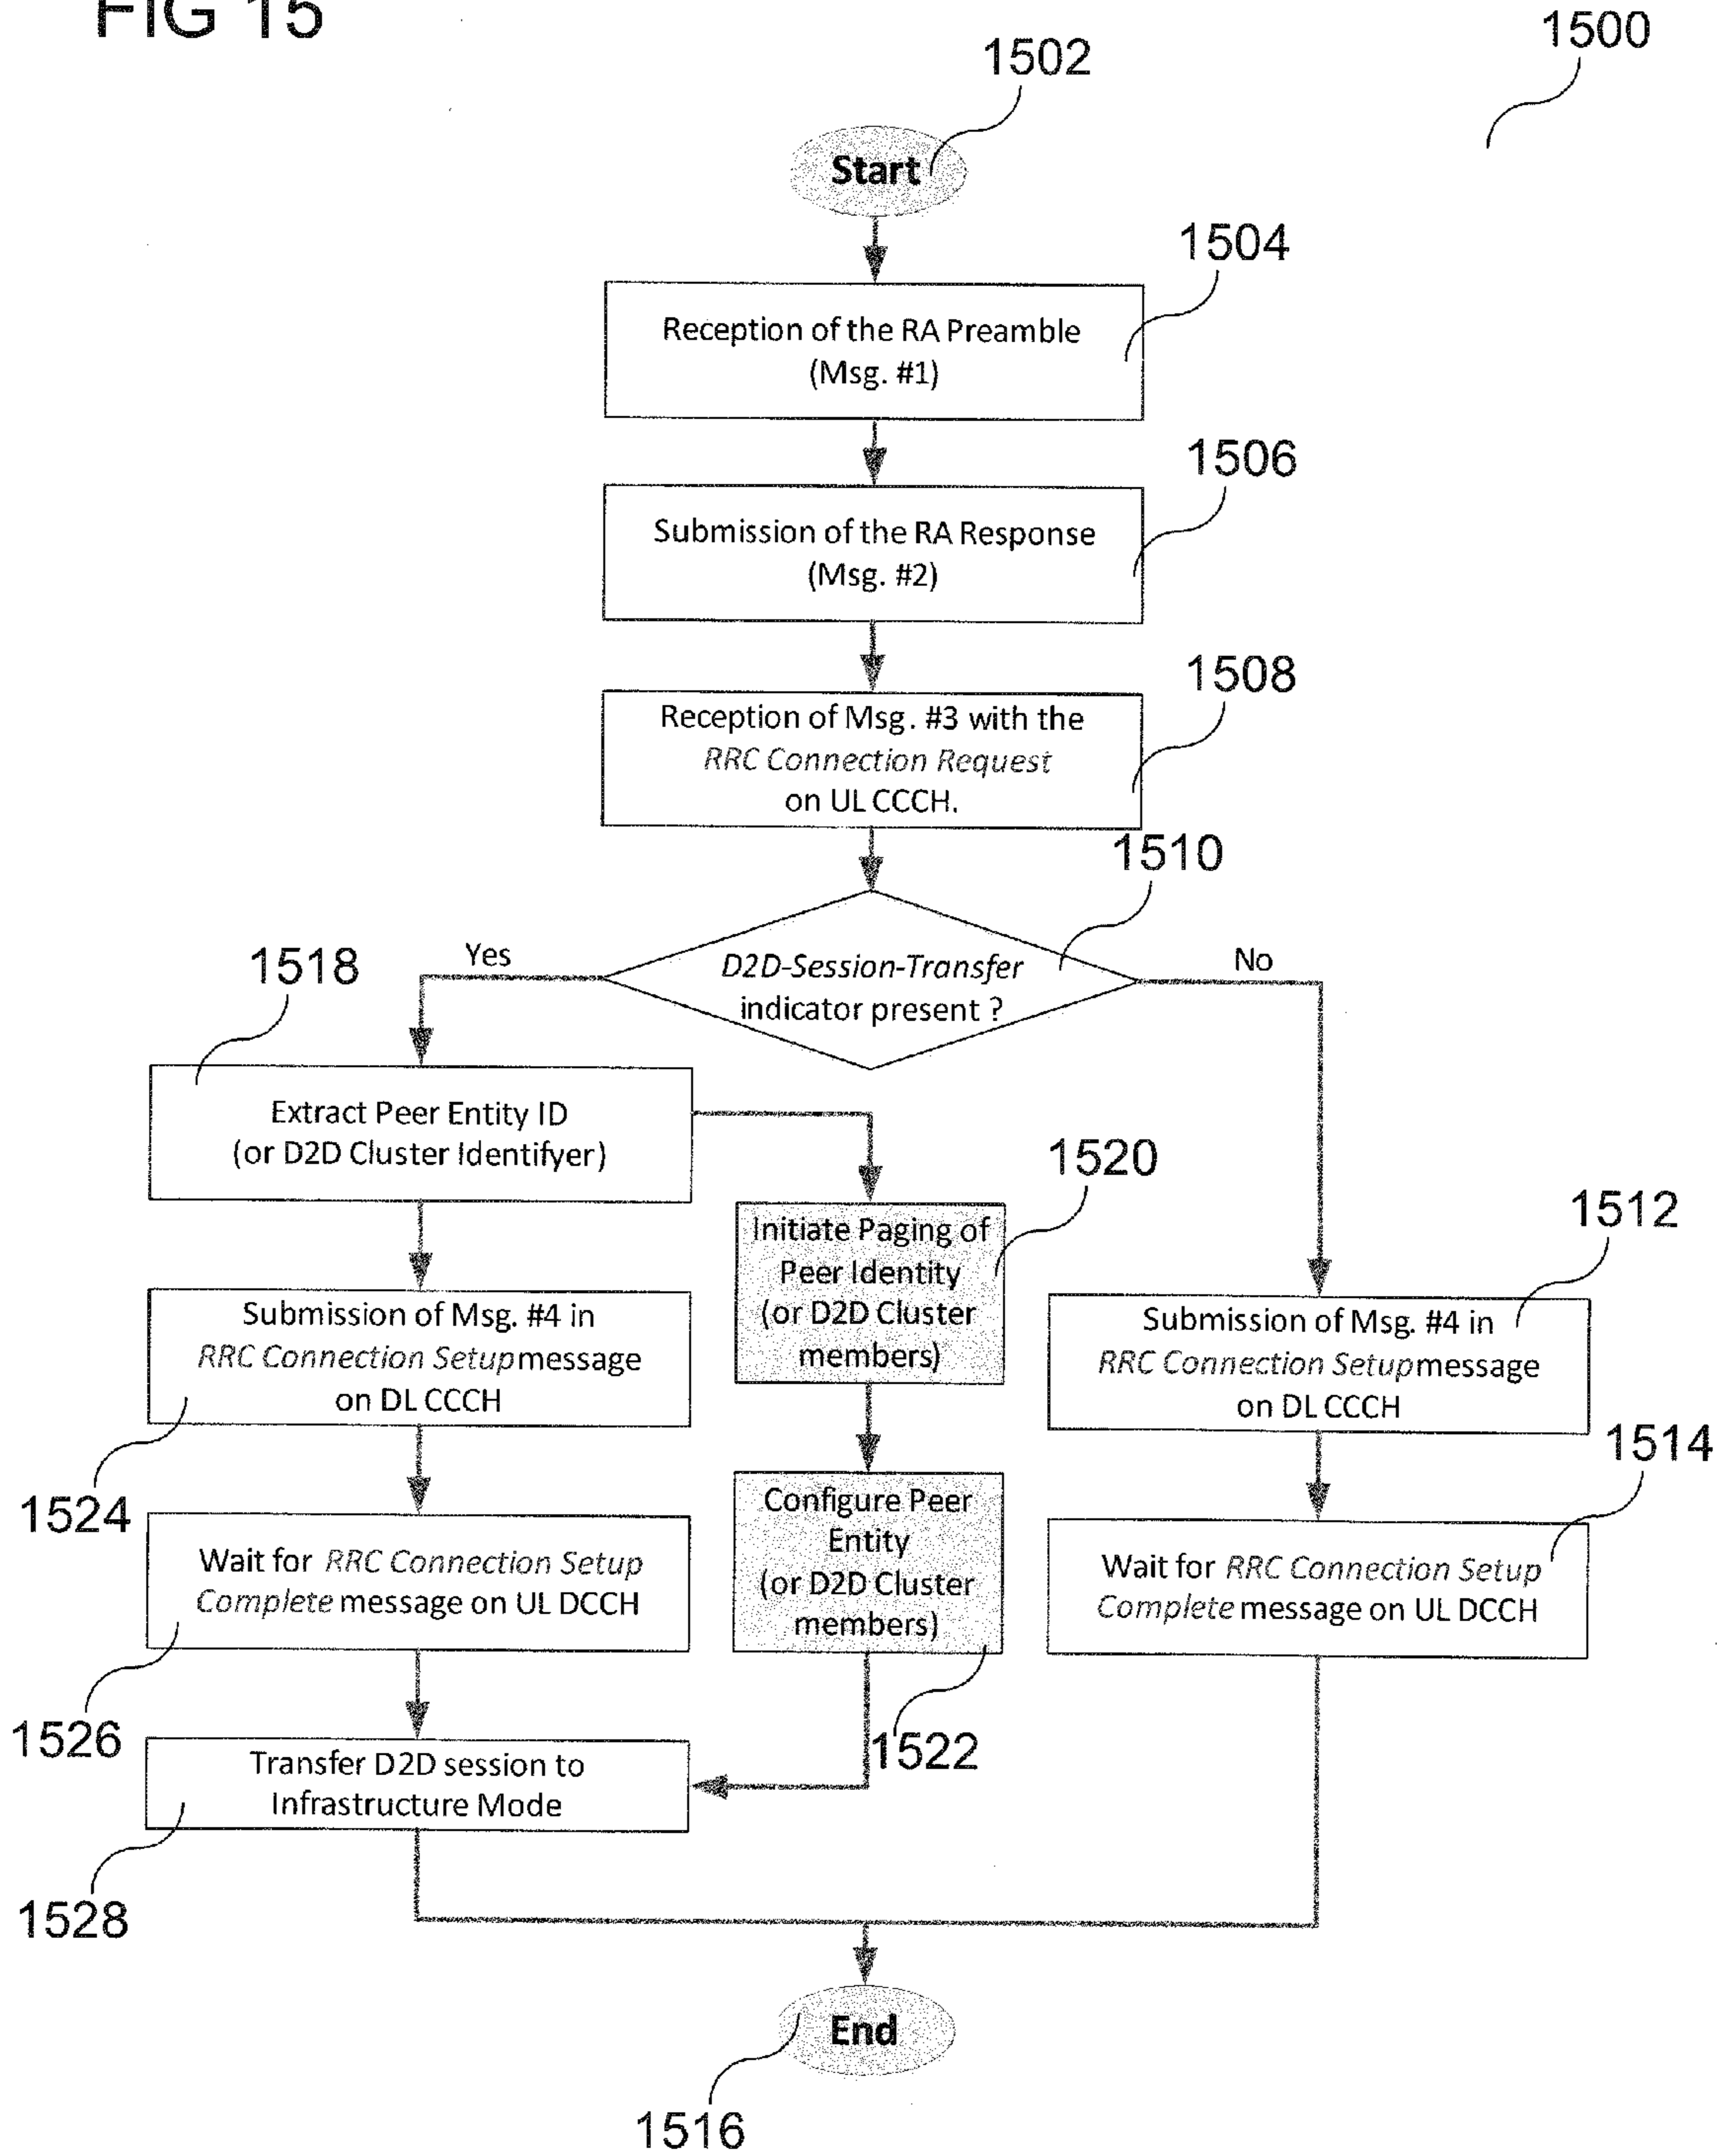 FIG 15
1500
1502
Start
1504
Reception of the RA Preamble
(Msg. #1)
1506
Submission of the RA Response
(Msg. #2)
1508
Reception of Msg. #3 with the
RRC Connection Request
on UL CCCH.
1510
D2D-Session-Transfer
indicator present ?
Yes
No
1518
Extract Peer Entity ID
(or D2D Cluster Identifyer)
1520
Initiate Paging of
Peer Identity
(or D2D Cluster
members)
1512
Submission of Msg. #4 in
RRC Connection Setup message
on DL CCCH
1524
Submission of Msg. #4 in
RRC Connection Setup message
on DL CCCH
1514
Configure Peer
Entity
(or D2D Cluster
members)
1522
Wait for RRC Connection Setup
Complete message on UL DCCH
1526
Wait for RRC Connection Setup
Complete message on UL DCCH
Transfer D2D session to
Infrastructure Mode
1528
End
1516